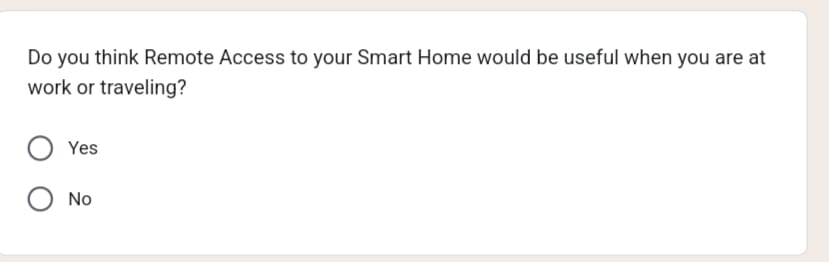 Do you think Remote Access to your Smart Home would be useful when you are at
work or traveling?
Yes
No